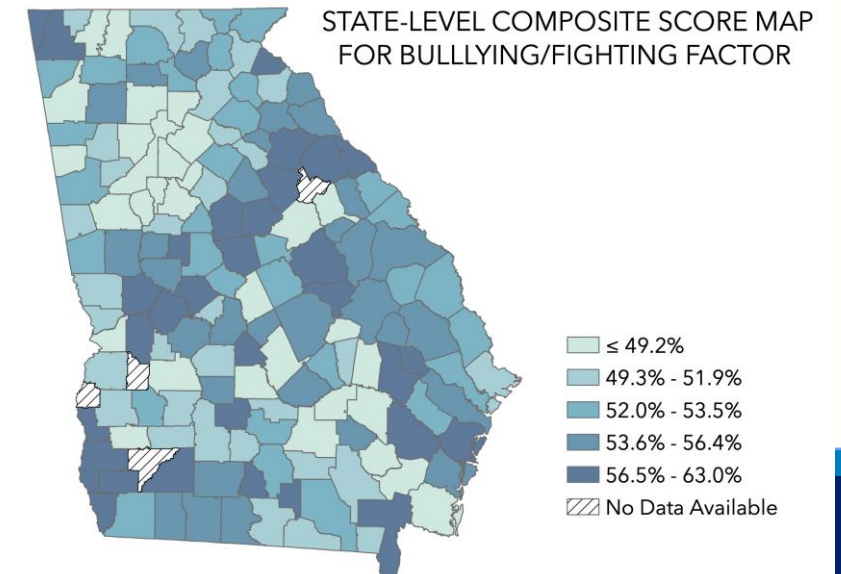 STATE-LEVEL COMPOSITE SCORE MAP
FOR BULLLYING/FIGHTING FACTOR
≤ 49.2%
49.3% - 51.9%
52.0% - 53.5%
53.6% - 56.4%
56.5% - 63.0%
No Data Available